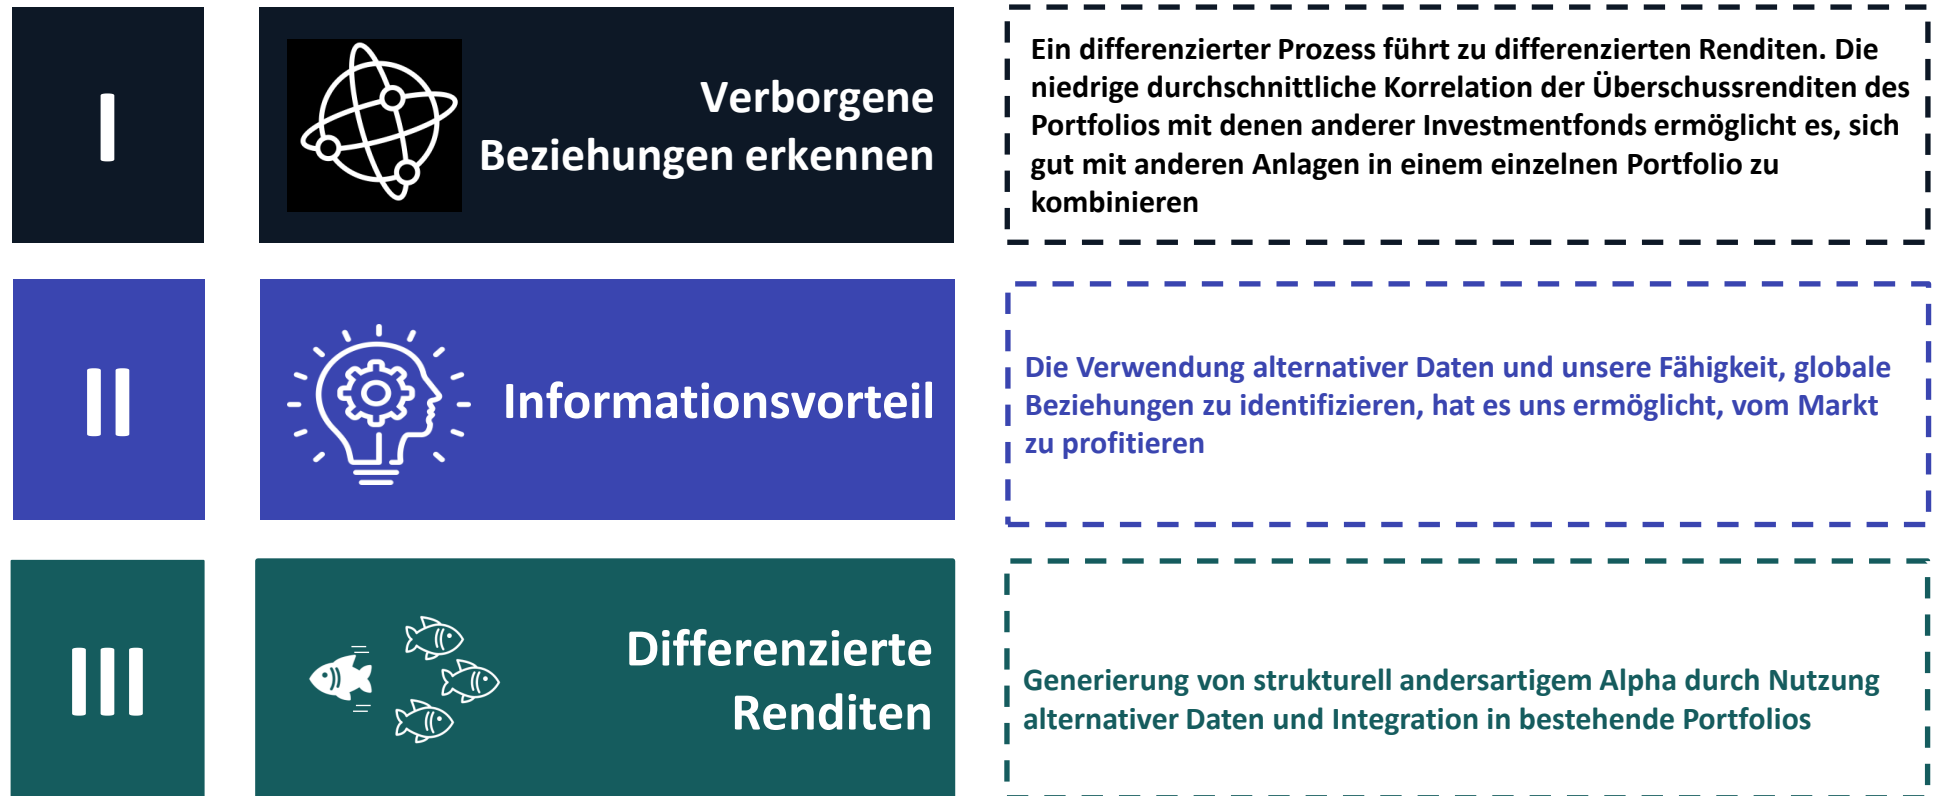 I
Verborgene
Beziehungen erkennen
Ein differenzierter Prozess führt zu differenzierten Renditen. Die
niedrige durchschnittliche Korrelation der Überschussrenditen des
Portfolios mit denen anderer Investmentfonds ermöglicht es, sich
gut mit anderen Anlagen in einem einzelnen Portfolio zu
kombinieren
II
Informationsvorteil
Die Verwendung alternativer Daten und unsere Fähigkeit, globale
Beziehungen zu identifizieren, hat es uns ermöglicht, vom Markt
zu profitieren
III
Differenzierte
Renditen
Generierung von strukturell andersartigem Alpha durch Nutzung
alternativer Daten und Integration in bestehende Portfolios